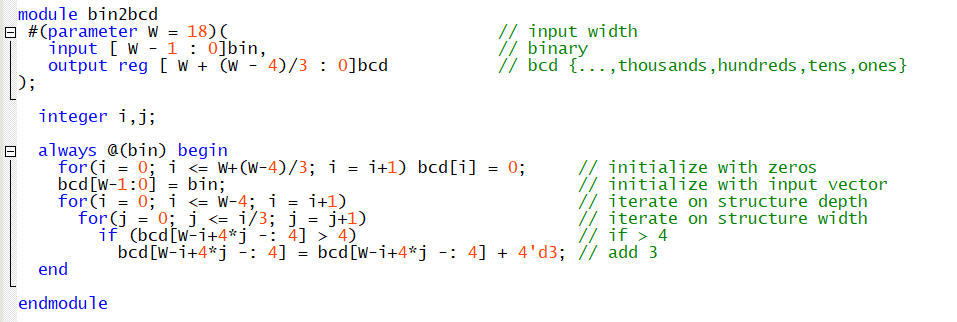 module bin2bcd
 #(parameter W = 18)( // input width
   input [ W - 1 : 0]bin, // binary
   output reg [ W + (W - 4)/3 : 0]bcd // bcd {...,thousands,hundreds,tens,ones}
);
  integer i,j;
  always @(bin) begin
    for(i = 0; i <= W+(W-4)/3; i = i+1) bcd[i] = 0; // initialize with zeros
    bcd[W-1:0] = bin; // initialize with input vector
    for(i = 0; i <= W-4; i = i+1) // iterate on structure depth
      for(j = 0; j <= i/3; j = j+1) // iterate on structure width
        if (bcd[W-i+4*j -: 4] > 4) // if > 4
          bcd[W-i+4*j -: 4] = bcd[W-i+4*j -: 4] + 4'd3; // add 3
  end
endmodule